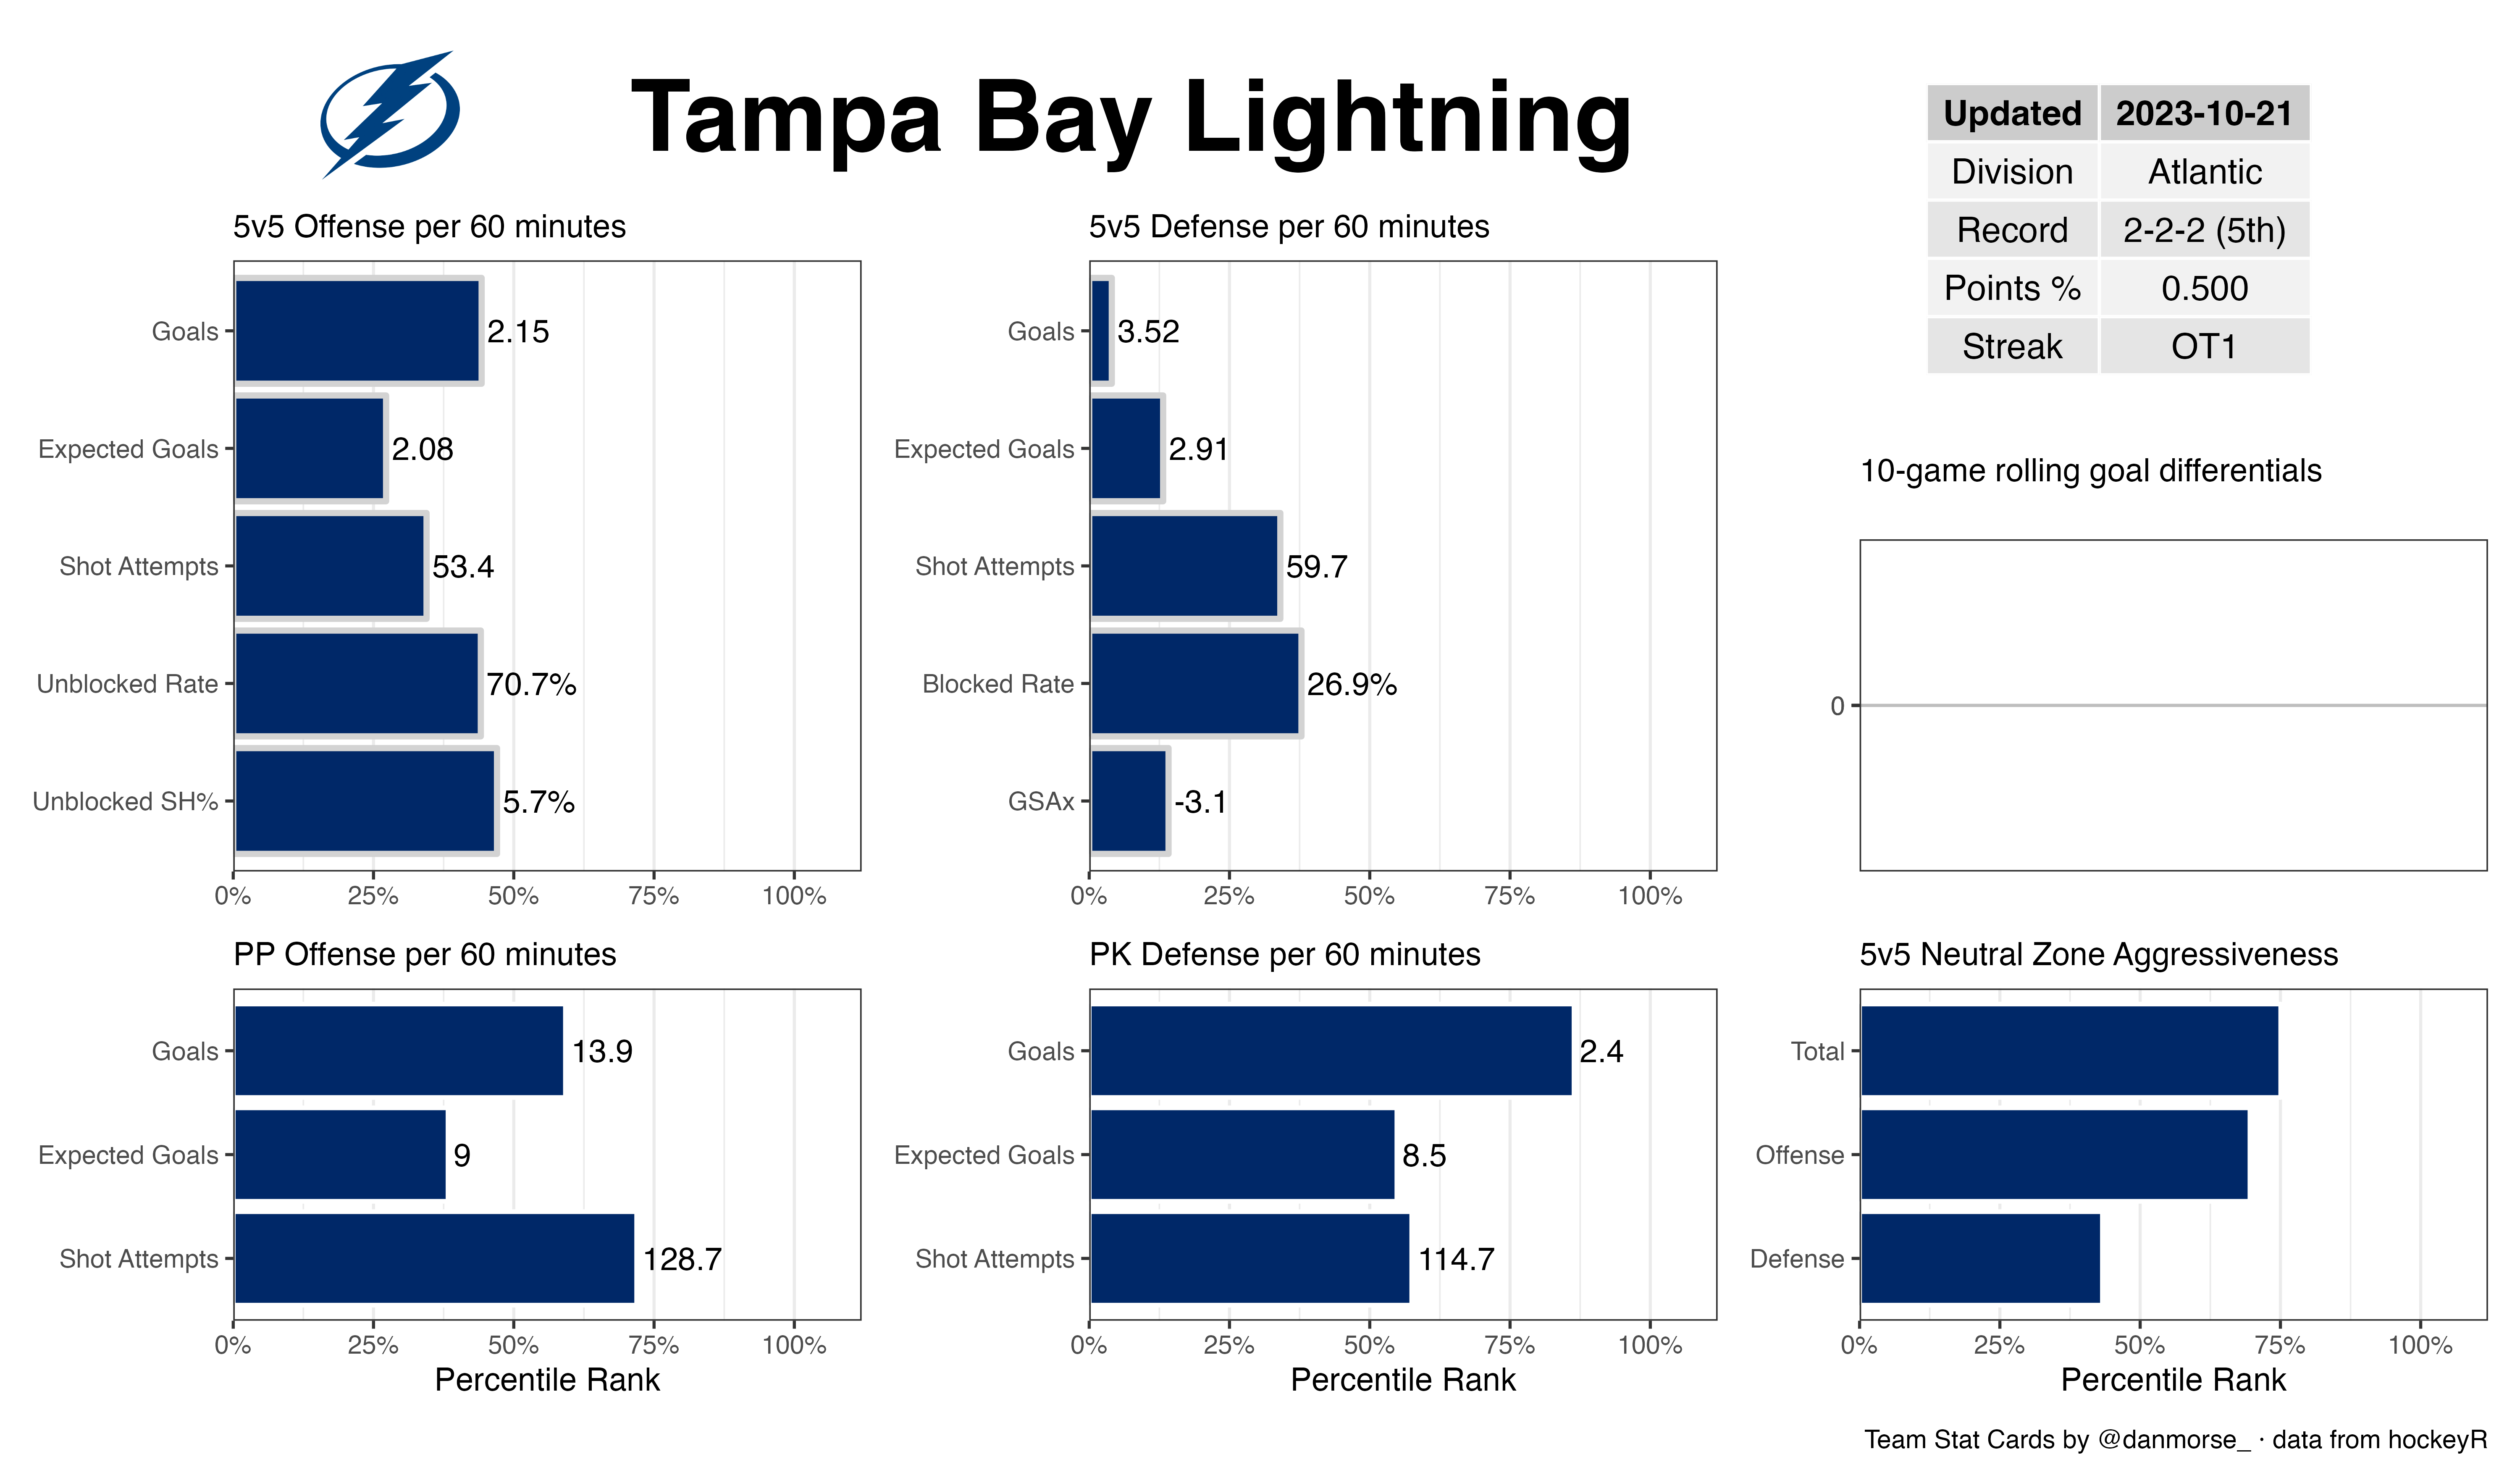 Tampa Bay Lightning
Updated 2023-10-21
Division Atlantic
Record 2-2-2 (5th)
Points % 0.500
Streak OT1
5v5 Offense per 60 minutes
Goals 2.15
Expected Goals 2.08
Shot Attempts 53.4
Unblocked Rate 70.7%
Unblocked SH% 5.7%
0% 25% 50% 75% 100%
5v5 Defense per 60 minutes
Goals 3.52
Expected Goals 2.91
Shot Attempts 59.7
Blocked Rate 26.9%
GSAx -3.1
0% 25% 50% 75% 100%
10-game rolling goal differentials
0
PP Offense per 60 minutes
Goals 13.9
Expected Goals 9
Shot Attempts 128.7
0% 25% 50% 75% 100%
Percentile Rank
PK Defense per 60 minutes
Goals 2.4
Expected Goals 8.5
Shot Attempts 114.7
0% 25% 50% 75% 100%
Percentile Rank
5v5 Neutral Zone Aggressiveness
Total
Offense
Defense
0% 25% 50% 75% 100%
Percentile Rank
Team Stat Cards by @danmorse_ · data from hockeyR